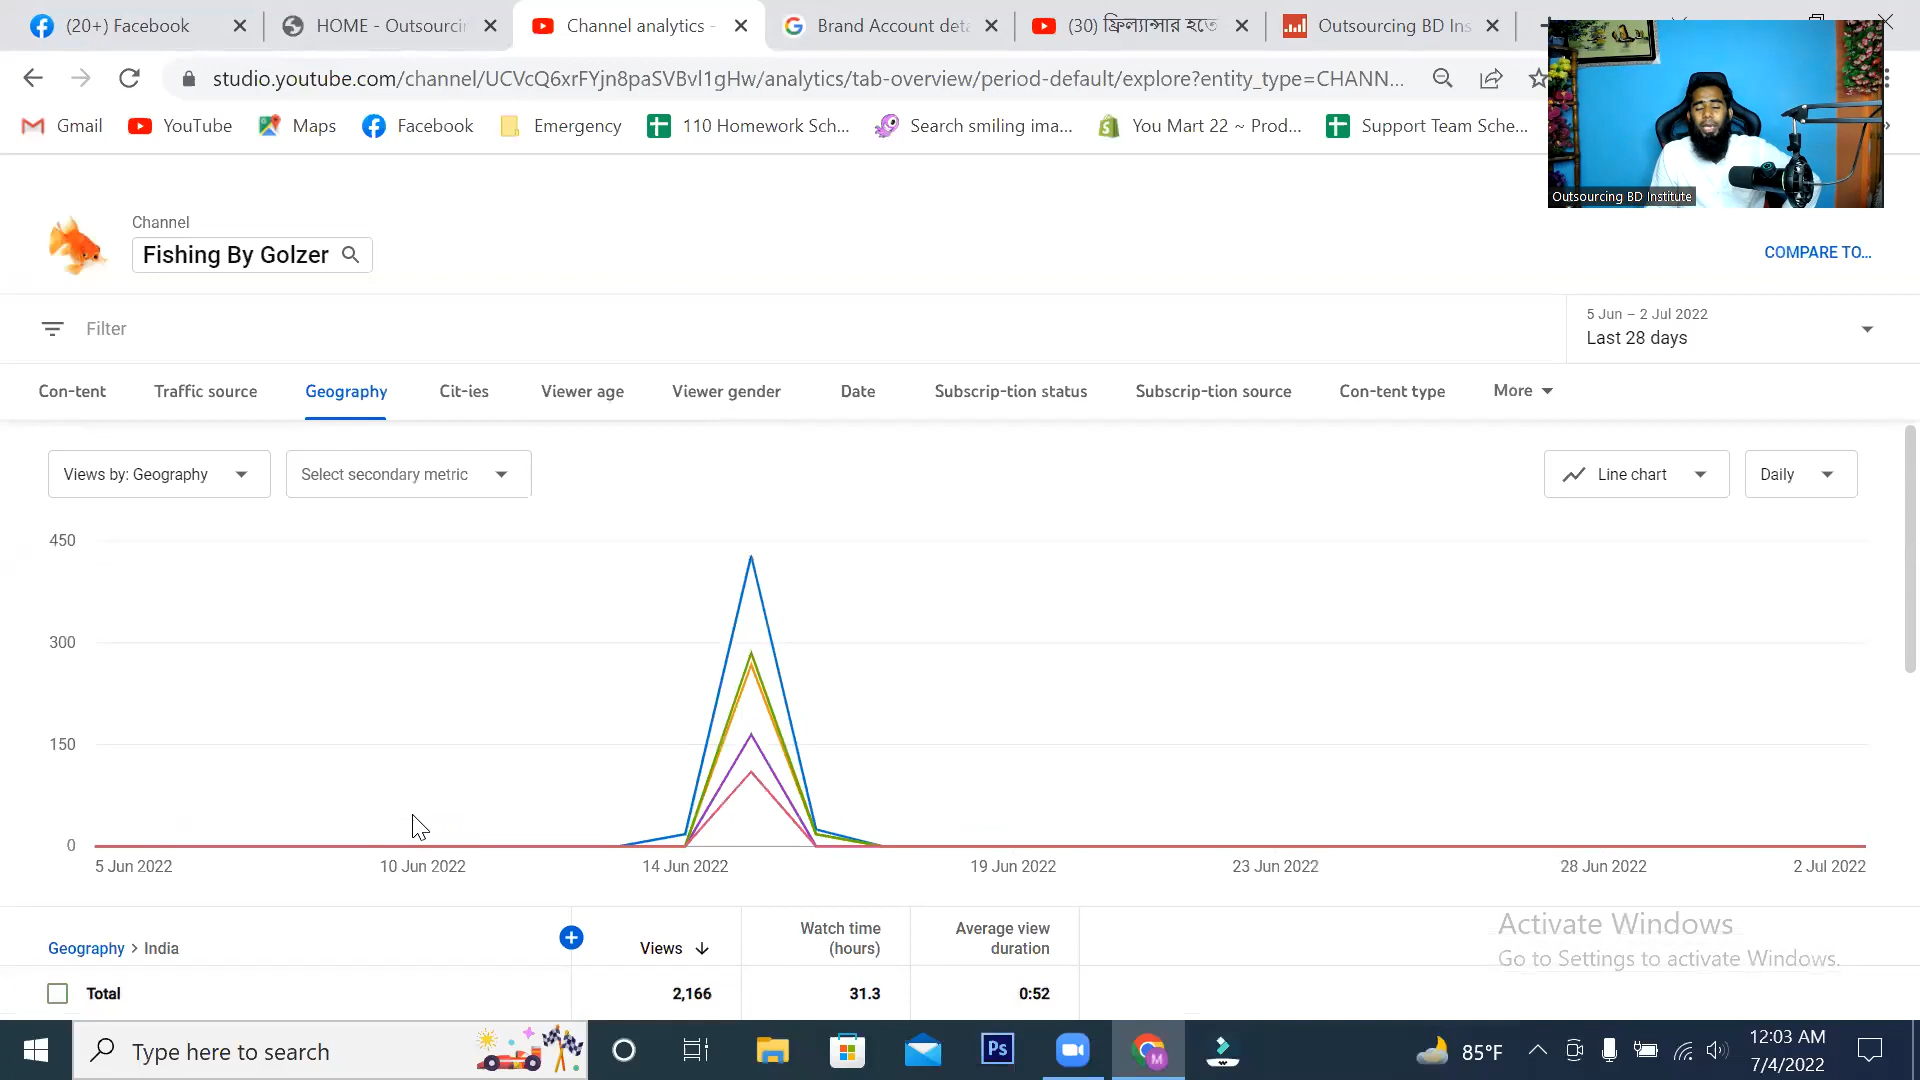 (20+) Facebook
HOME - Outsourcin
Channel analytics -
Brand Account deta
(30) ফ্রিল্যান্সার হতে
Outsourcing BD Ins
studio.youtube.com/channel/UCVcQ6xrFYjn8paSVBvl1gHw/analytics/tab-overview/period-default/explore?entity_type=CHANN...
Gmail
YouTube
Maps
Facebook
Emergency
110 Homework Sch...
Search smiling ima...
You Mart 22 ~ Prod...
Support Team Sche...
Outsourcing BD Institute
Channel
Fishing By Golzer
COMPARE TO...
Filter
5 Jun – 2 Jul 2022
Last 28 days
Con-tent
Traffic source
Geography
Cit-ies
Viewer age
Viewer gender
Date
Subscrip-tion status
Subscrip-tion source
Con-tent type
More
Views by: Geography
Select secondary metric
Line chart
Daily
450
300
150
0
5 Jun 2022
10 Jun 2022
14 Jun 2022
19 Jun 2022
23 Jun 2022
28 Jun 2022
2 Jul 2022
Geography > India
Views
Watch time
(hours)
Average view
duration
Total
2,166
31.3
0:52
Activate Windows
Go to Settings to activate Windows.
Type here to search
Ps
M
85°F
12:03 AM
7/4/2022